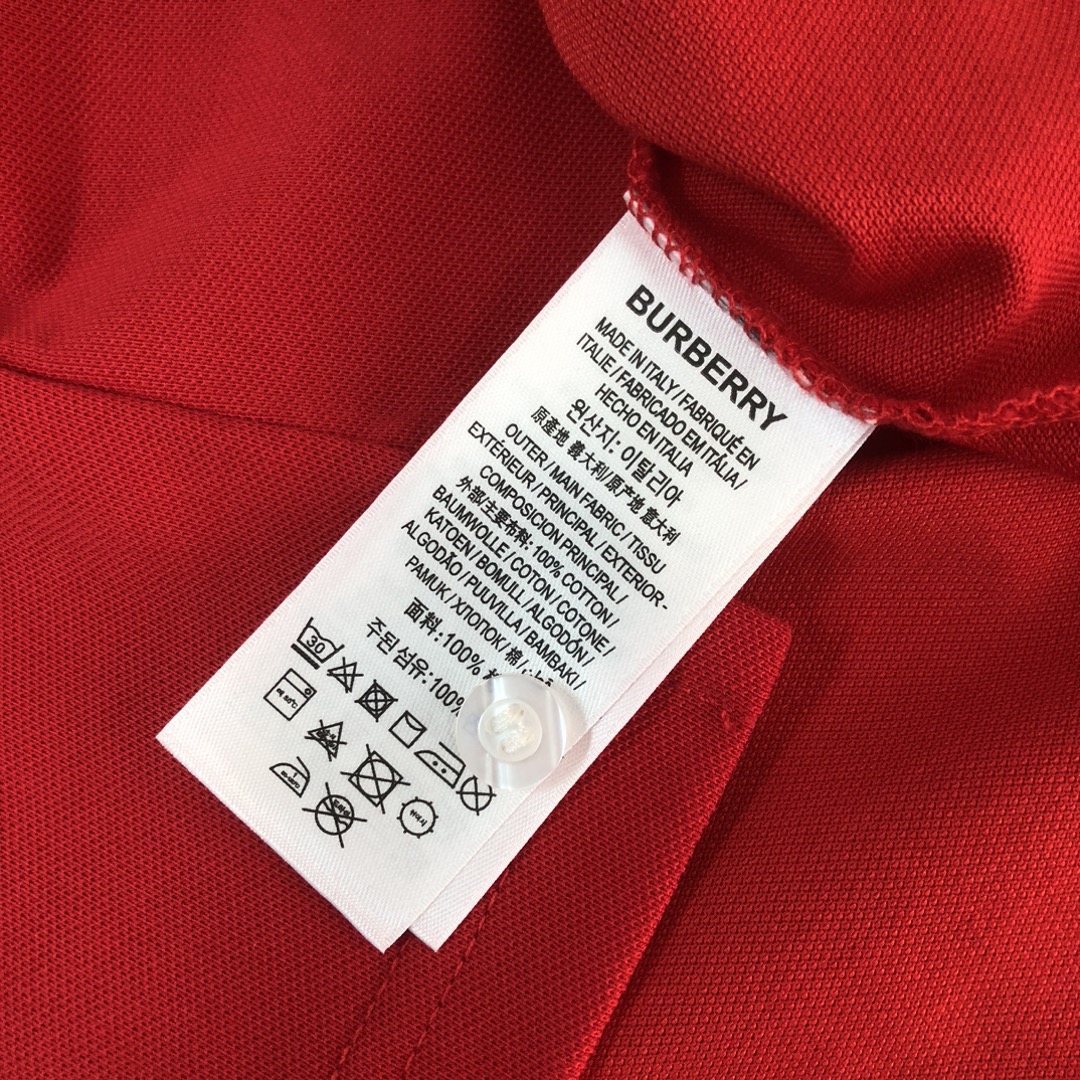 BURBERRY
MADE IN ITALY / FABRIQUÉ EN
ITALIE / FABRICADO EM ITÁLIA /
HECHO EN ITALIA
원산지: 이탈리아
原產地 義大利/原产地 意大利
OUTER / MAIN FABRIC / TISSU
EXTÉRIEUR / PRINCIPAL / EXTERIOR-
COMPOSICION PRINCIPAL /
外部/主要布料: 100% COTTON /
BAUMWOLLE / COTON / COTONE /
KATOEN / BOMULL / ALGODÓN /
ALGODÃO / PUUVILLA / BAMBAKI /
PAMUK / ХЛОПОК / 棉 /
面料: 100%
주된 섬유: 100%
30